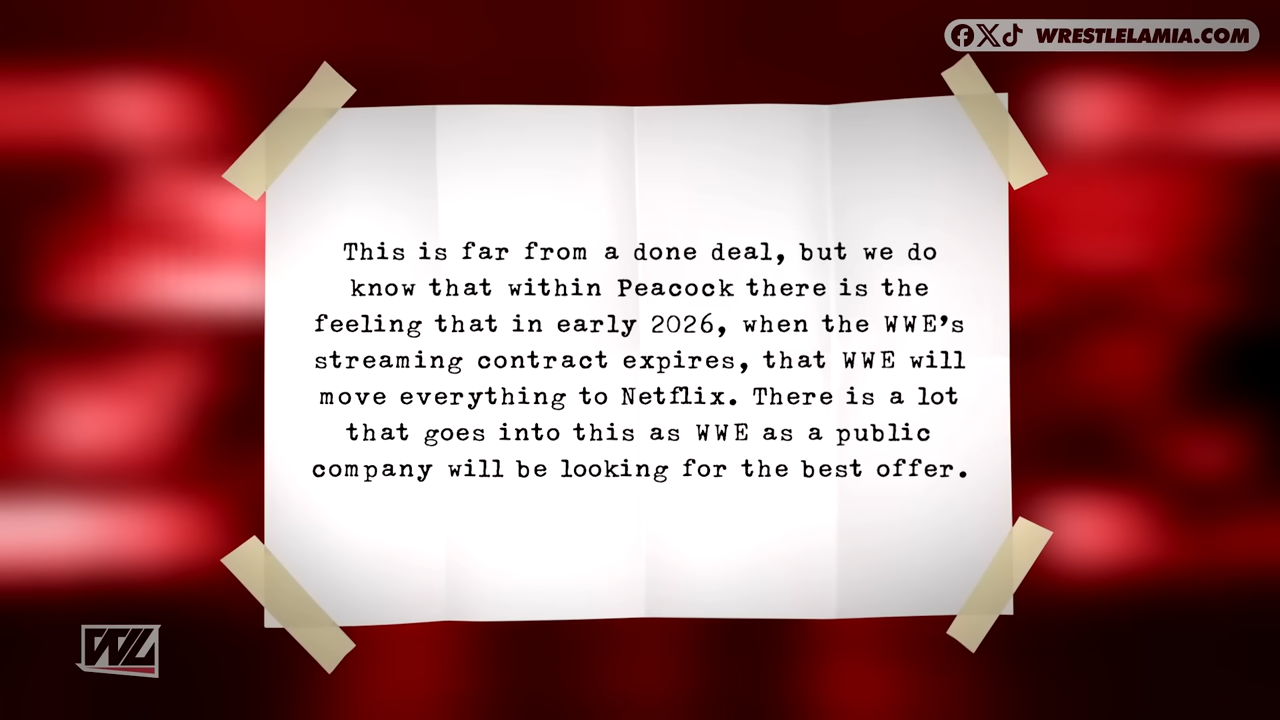 WRESTLELAMIA.COM
This is far from a done deal, but we do
know that within Peacock there is the
feeling that in early 2026, when the WWE’s
streaming contract expires, that WWE will
move everything to Netflix. There is a lot
that goes into this as WWE as a public
company will be looking for the best offer.
WL